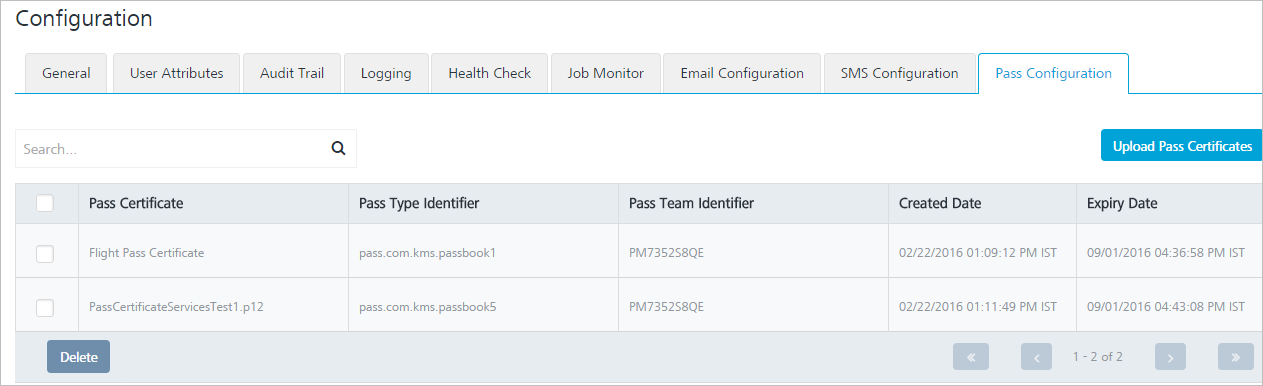 Configuration
General User Attributes Audit Trail Logging Health Check Job Monitor Email Configuration SMS Configuration Pass Configuration
Search... Upload Pass Certificates
Pass Certificate Pass Type Identifier Pass Team Identifier Created Date Expiry Date
Flight Pass Certificate pass.com.kms.passbook1 PM7352S8QE 02/22/2016 01:09:12 PM IST 09/01/2016 04:36:58 PM IST
PassCertificateServicesTest1.p12 pass.com.kms.passbook5 PM7352S8QE 02/22/2016 01:11:49 PM IST 09/01/2016 04:43:08 PM IST
Delete « ‹ 1 - 2 of 2 › »